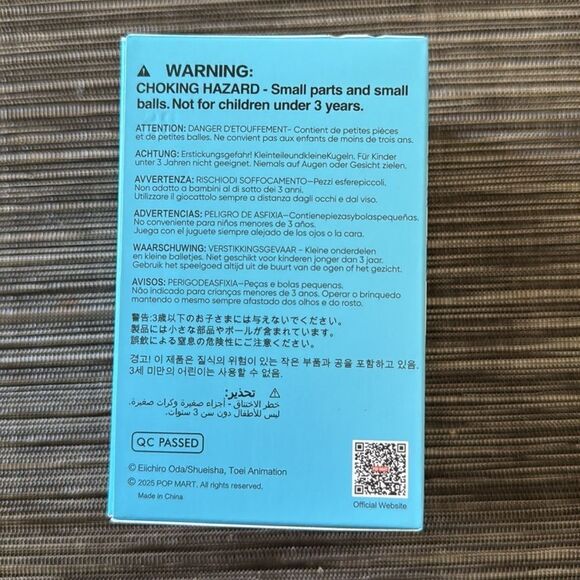 ⚠ WARNING:
CHOKING HAZARD - Small parts and small
balls. Not for children under 3 years.
ATTENTION: DANGER D'ETOUFFEMENT- Contient de petites pièces
et de petites balles. Ne convient pas aux enfants de moins de trois ans.
ACHTUNG: Erstickungsgefahr! KleinteileundkleineKugeln. Für Kinder
unter 3 Jahren nicht geeignet. Niemals auf Augen oder Gesicht zielen.
AVVERTENZA: RISCHIODI SOFFOCAMENTO-Pezzi esferepiccoli.
Non adatto a bambini al di sotto dei 3 anni.
Utilizzare il giocattolo sempre a distanza dagli occhi e dal viso.
ADVERTENCIAS: PELIGRO DE ASFIXIA-Contienepiezasybolaspequeñas.
No conveniente para niños menores de 3 años.
Juega con el juguete siempre alejado de los ojos o la cara.
WAARSCHUWING: VERSTIKKINGSGEVAAR - Kleine onderdelen
en kleine balletjes. Niet geschikt voor kinderen jonger dan 3 jaar.
Gebruik het speelgoed altijd uit de buurt van de ogen of het gezicht.
AVISOS: PERIGODEASFIXIA-Peças e bolas pequenas.
Não indicado para crianças menores de 3 anos. Operar o brinquedo
mantendo o mesmo sempre afastado dos olhos e do rosto.
警告:3歳以下のお子さまには与えないでください。
製品には小さな部品やボールが含まれています。
誤飲による窒息の危険性にご注意ください。
경고! 이 제품은 질식의 위험이 있는 작은 부품과 공을 포함하고 있음.
3세 미만의 어린이는 사용할 수 없음.
⚠ تحذير:
خطر الاختناق - أجزاء صغيرة وكرات صغيرة.
ليس للأطفال دون سن 3 سنوات.
QC PASSED
© Eiichiro Oda/Shueisha, Toei Animation
© 2025 POP MART. All rights reserved.
Made in China
Official Website